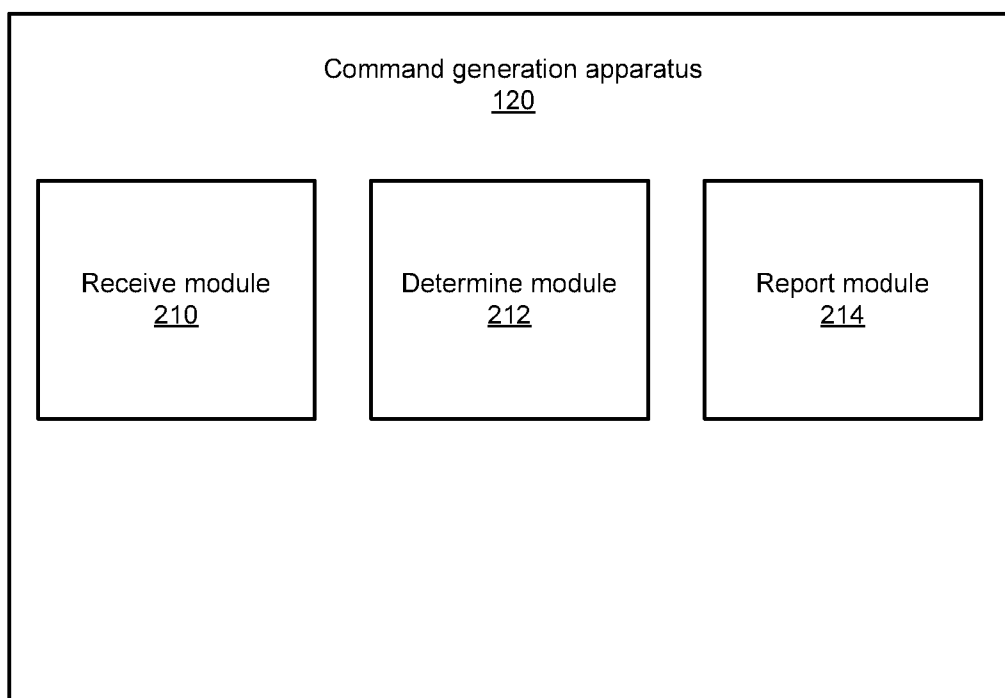 Command generation apparatus
120
Receive module
210
Determine module
212
Report module
214